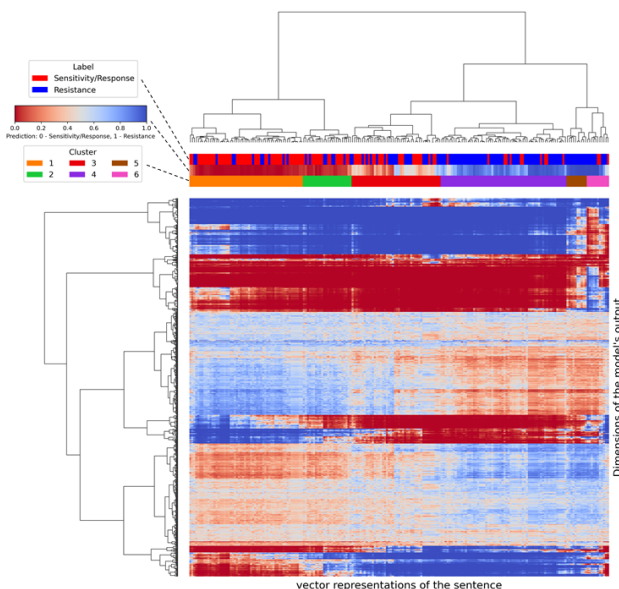 Label
Sensitivity/Response
Resistance
0.0 0.2 0.4 0.6 0.8 1.0
Prediction: 0 - Sensitivity/Response, 1 - Resistance
Cluster
1 3 5
2 4 6
Dimensions of the model's output
vector representations of the sentence